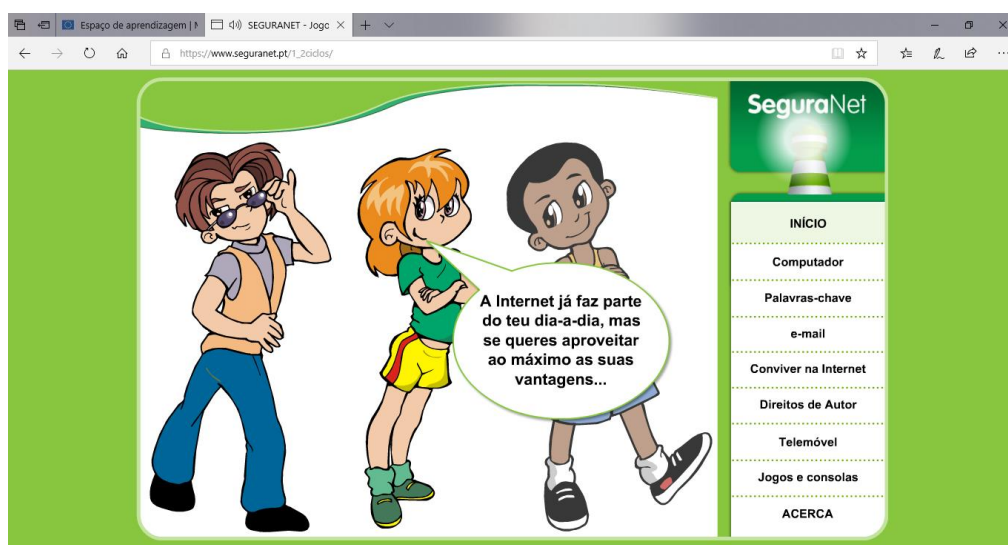 Espaço de aprendizagem |
SEGURANET - Jogo
https://www.seguranet.pt/1_2ciclos/
SeguraNet
A Internet já faz parte
do teu dia-a-dia, mas
se queres aproveitar
ao máximo as suas
vantagens...
INÍCIO
Computador
Palavras-chave
e-mail
Conviver na Internet
Direitos de Autor
Telemóvel
Jogos e consolas
ACERCA